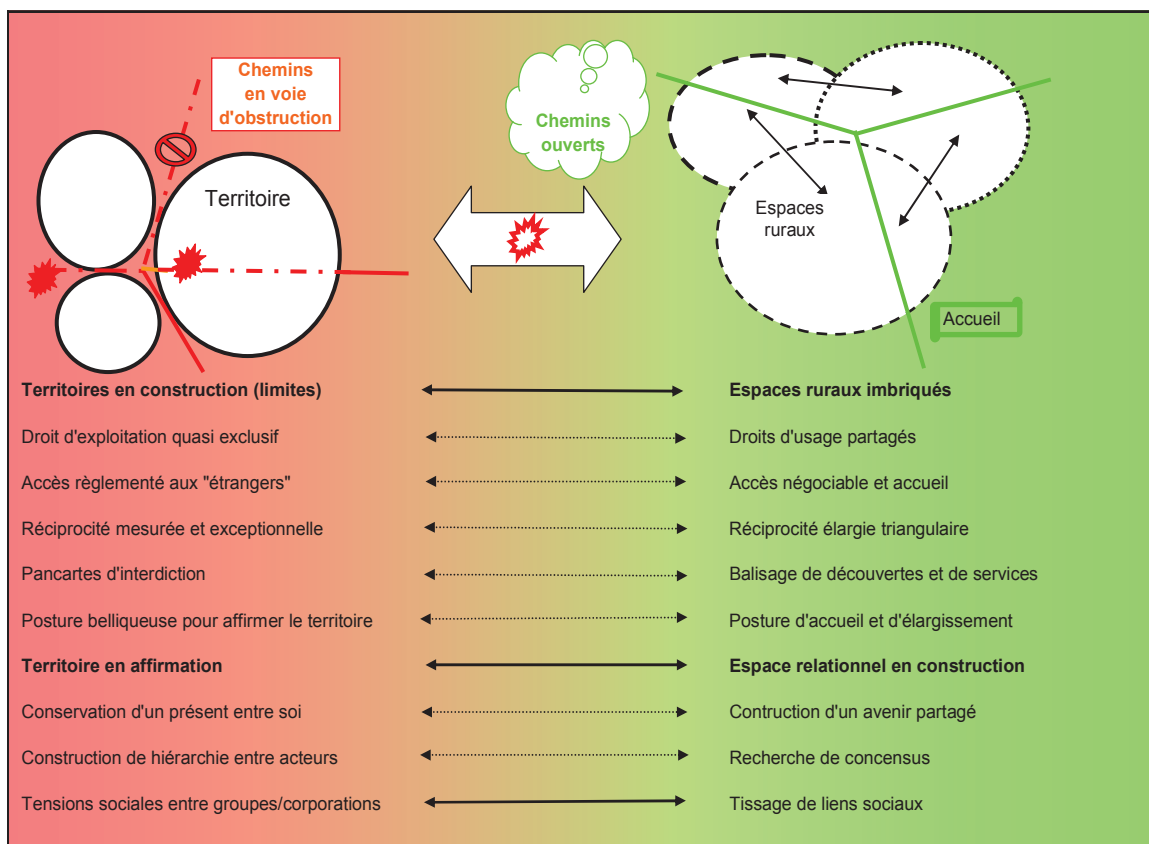 Chemins
en voie
d'obstruction
Territoire
Chemins
ouverts
Espaces
ruraux
Accueil
Territoires en construction (limites) Espaces ruraux imbriqués
Droit d'exploitation quasi exclusif Droits d'usage partagés
Accès règlementé aux "étrangers" Accès négociable et accueil
Réciprocité mesurée et exceptionnelle Réciprocité élargie triangulaire
Pancartes d'interdiction Balisage de découvertes et de services
Posture belliqueuse pour affirmer le territoire Posture d'accueil et d'élargissement
Territoire en affirmation Espace relationnel en construction
Conservation d'un présent entre soi Contruction d'un avenir partagé
Construction de hiérarchie entre acteurs Recherche de concensus
Tensions sociales entre groupes/corporations Tissage de liens sociaux